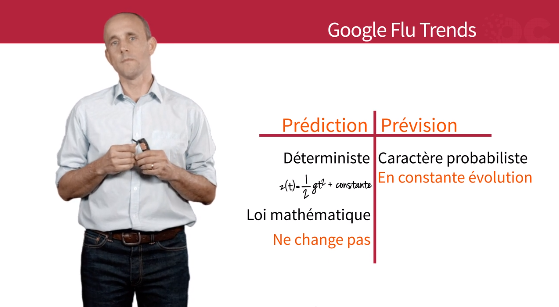 Google Flu Trends
Prédiction Prévision
Déterministe Caractère probabiliste
z(t)=1/2 gt² + constante En constante évolution
Loi mathématique
Ne change pas